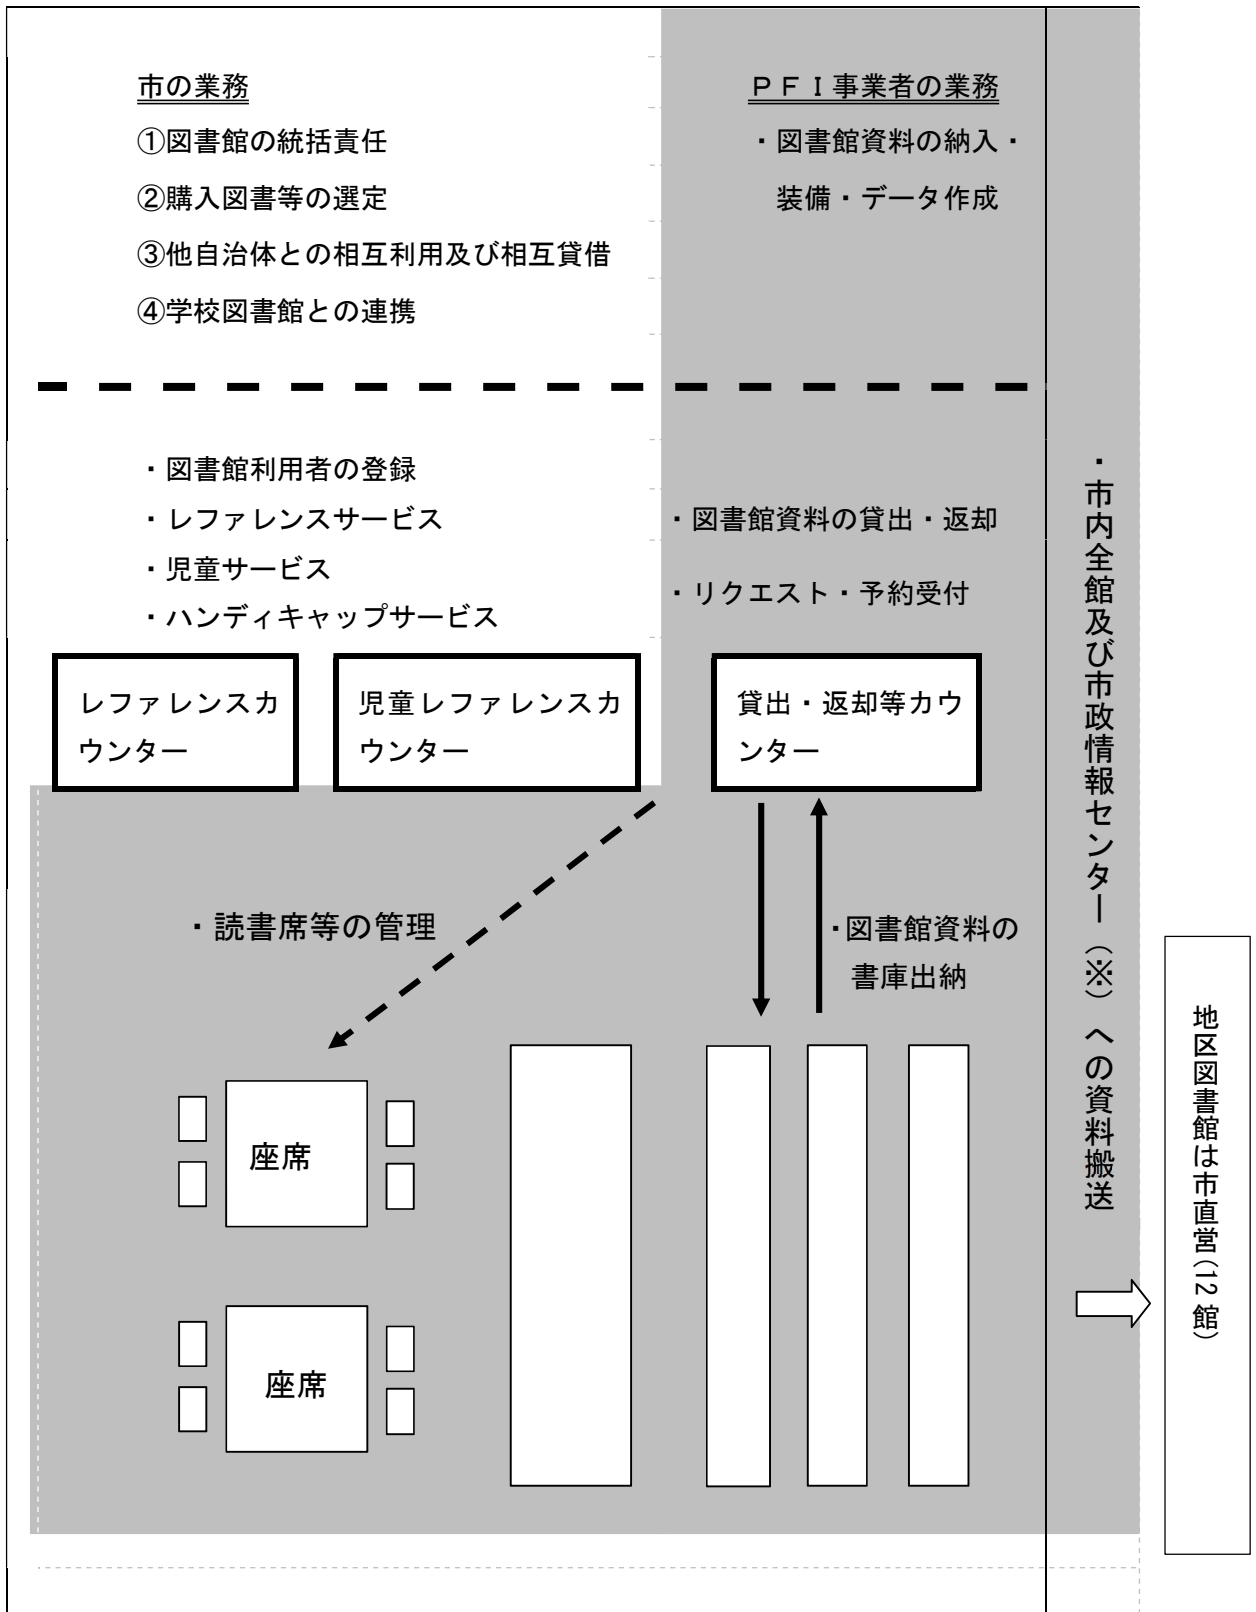 市の業務
①図書館の統括責任
②購入図書等の選定
③他自治体との相互利用及び相互貸借
④学校図書館との連携
ＰＦＩ事業者の業務
・図書館資料の納入・
装備・データ作成
・図書館利用者の登録
・レファレンスサービス
・児童サービス
・ハンディキャップサービス
・図書館資料の貸出・返却
・リクエスト・予約受付
レファレンスカ
ウンター
児童レファレンスカ
ウンター
貸出・返却等カウ
ンター
・読書席等の管理
・図書館資料の
書庫出納
座席
座席
・市内全館及び市政情報センター（※）への資料搬送
地区図書館は市直営（12館）